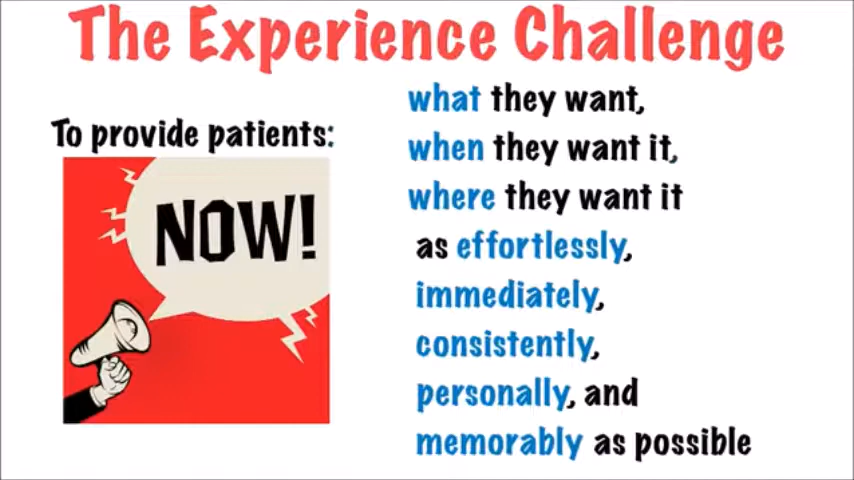 The Experience Challenge
To provide patients:
NOW!
what they want,
when they want it,
where they want it
as effortlessly,
immediately,
consistently,
personally, and
memorably as possible